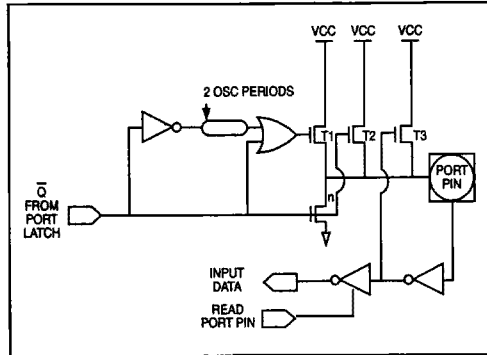 VCC VCC VCC
2 OSC PERIODS
T1 T2 T3
Q
FROM
PORT
LATCH
n
PORT
PIN
INPUT
DATA
READ
PORT PIN